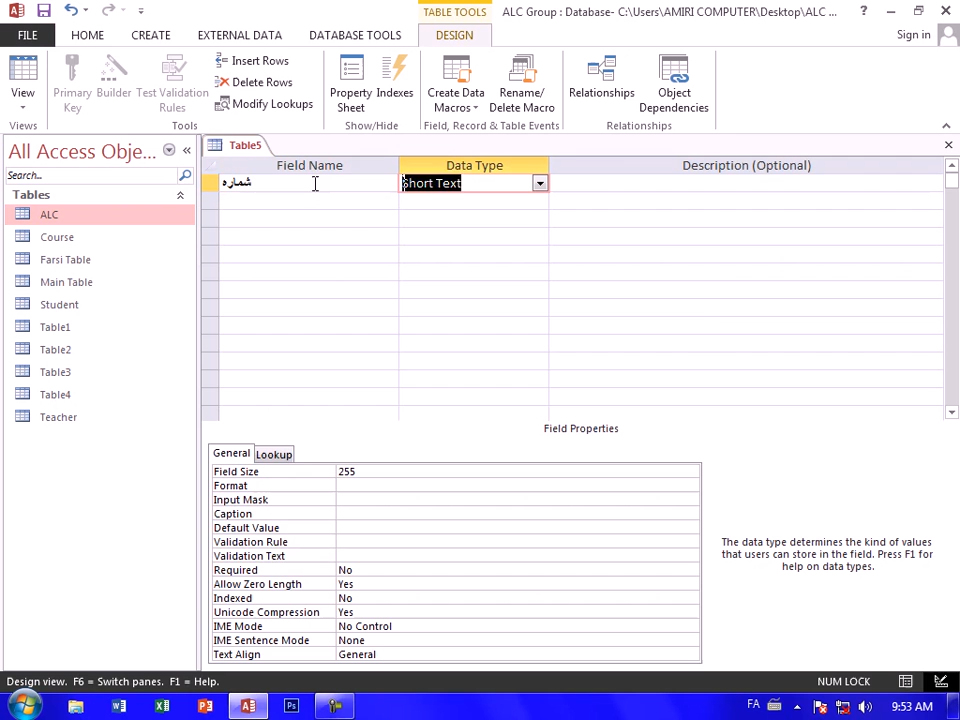 TABLE TOOLS
ALC Group : Database- C:\Users\AMIRI COMPUTER\Desktop\ALC ...
?
FILE
HOME
CREATE
EXTERNAL DATA
DATABASE TOOLS
DESIGN
Sign in
View
Primary Key
Builder
Test Validation Rules
Insert Rows
Delete Rows
Modify Lookups
Property Sheet
Indexes
Create Data Macros
Rename/ Delete Macro
Relationships
Object Dependencies
Views
Tools
Show/Hide
Field, Record & Table Events
Relationships
All Access Obje...
Search...
Tables
ALC
Course
Farsi Table
Main Table
Student
Table1
Table2
Table3
Table4
Teacher
Table5
Field Name
Data Type
Description (Optional)
شماره
Short Text
Field Properties
General
Lookup
Field Size 255
Format
Input Mask
Caption
Default Value
Validation Rule
Validation Text
Required No
Allow Zero Length Yes
Indexed No
Unicode Compression Yes
IME Mode No Control
IME Sentence Mode None
Text Align General
The data type determines the kind of values
that users can store in the field. Press F1 for
help on data types.
Design view. F6 = Switch panes. F1 = Help.
NUM LOCK
FA
9:53 AM